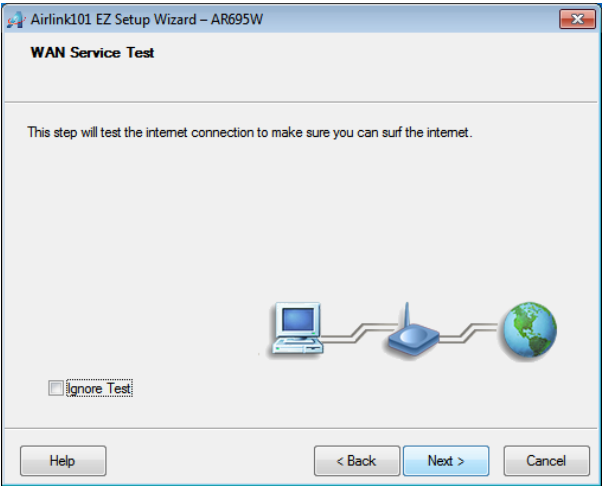 Airlink101 EZ Setup Wizard – AR695W
WAN Service Test
This step will test the internet connection to make sure you can surf the internet.
Ignore Test
Help
< Back
Next >
Cancel